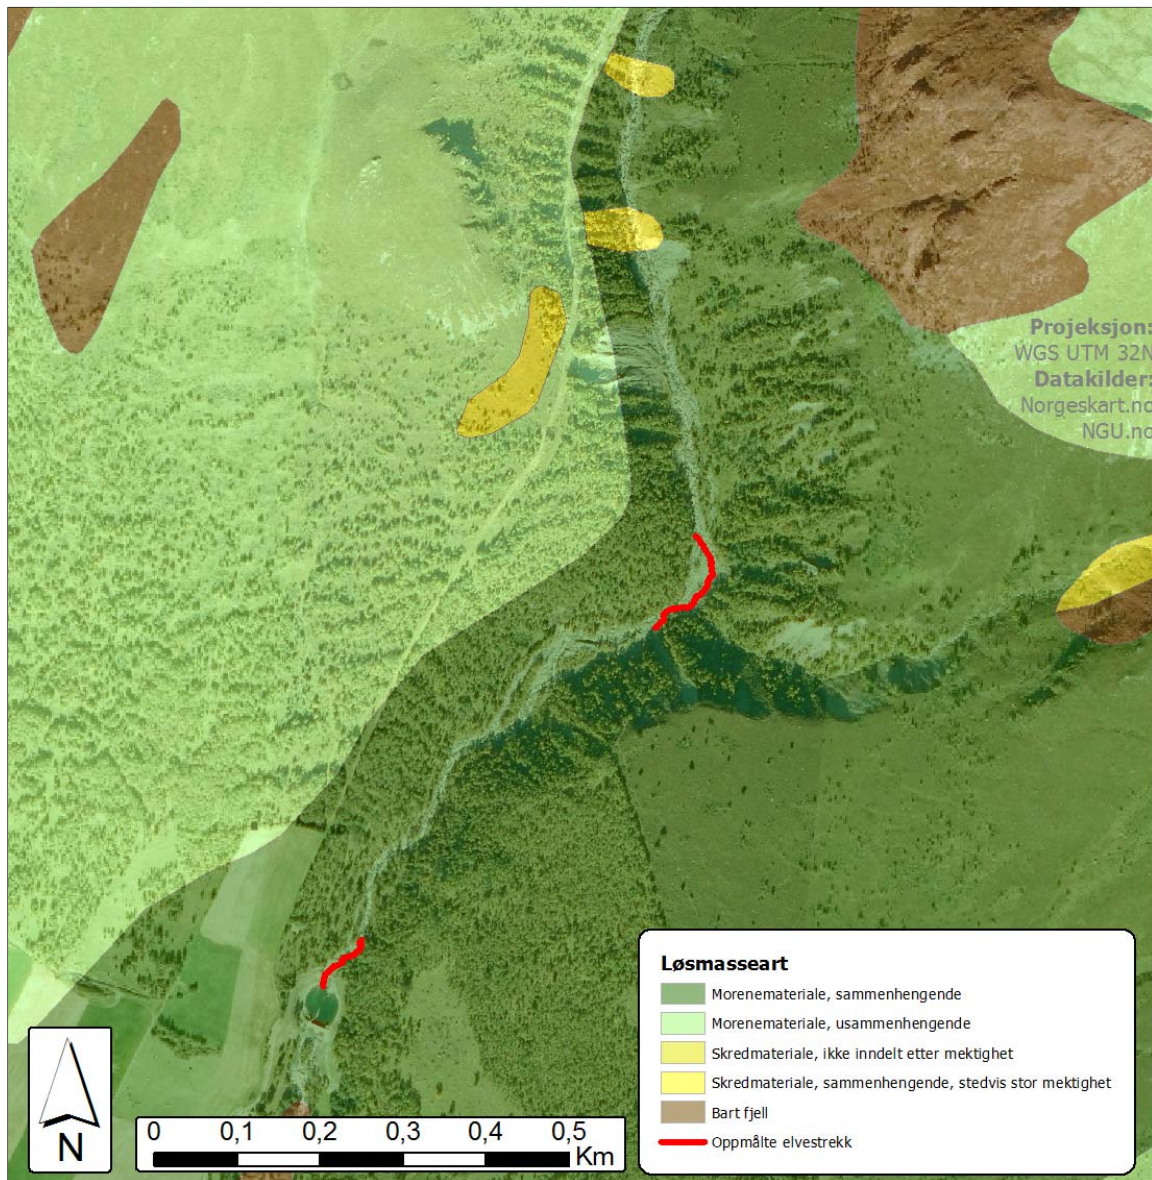 Projeksjon:
WGS UTM 32N
Datakilder:
Norgeskart.no
NGU.no
Løsmasseart
Morenemateriale, sammenhengende
Morenemateriale, usammenhengende
Skredmateriale, ikke inndelt etter mektighet
Skredmateriale, sammenhengende, stedvis stor mektighet
Bart fjell
Oppmålte elvestrekk
N
0 0,1 0,2 0,3 0,4 0,5
Km